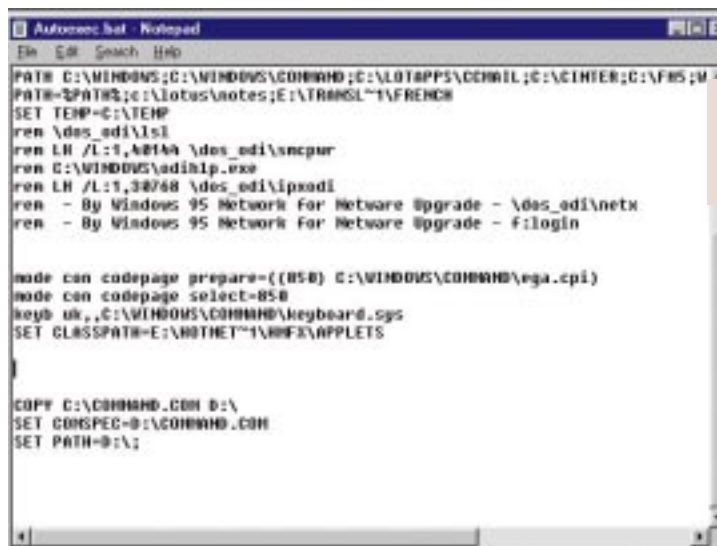 Autoexec.bat - Notepad
File Edit Search Help
PATH C:\WINDOWS;C:\WINDOWS\COMMAND;C:\LOTAPPS\CCMAIL;C:\CINTER;C:\FH5;W
PATH=%PATH%;c:\lotus\notes;E:\TRANSL~1\FRENCH
SET TEMP=C:\TEMP
rem \dos_odi\lsl
rem LH /L:1,40144 \dos_odi\smcpwr
rem C:\WINDOWS\odihlp.exe
rem LH /L:1,30768 \dos_odi\ipxodi
rem - By Windows 95 Network for Netware Upgrade - \dos_odi\netx
rem - By Windows 95 Network for Netware Upgrade - f:login
mode con codepage prepare=((850) C:\WINDOWS\COMMAND\ega.cpi)
mode con codepage select=850
keyb uk,,C:\WINDOWS\COMMAND\keyboard.sys
SET CLASSPATH=E:\HOTMET~1\HMFX\APPLETS
COPY C:\COMMAND.COM D:\
SET COMSPEC=D:\COMMAND.COM
SET PATH=D:\;